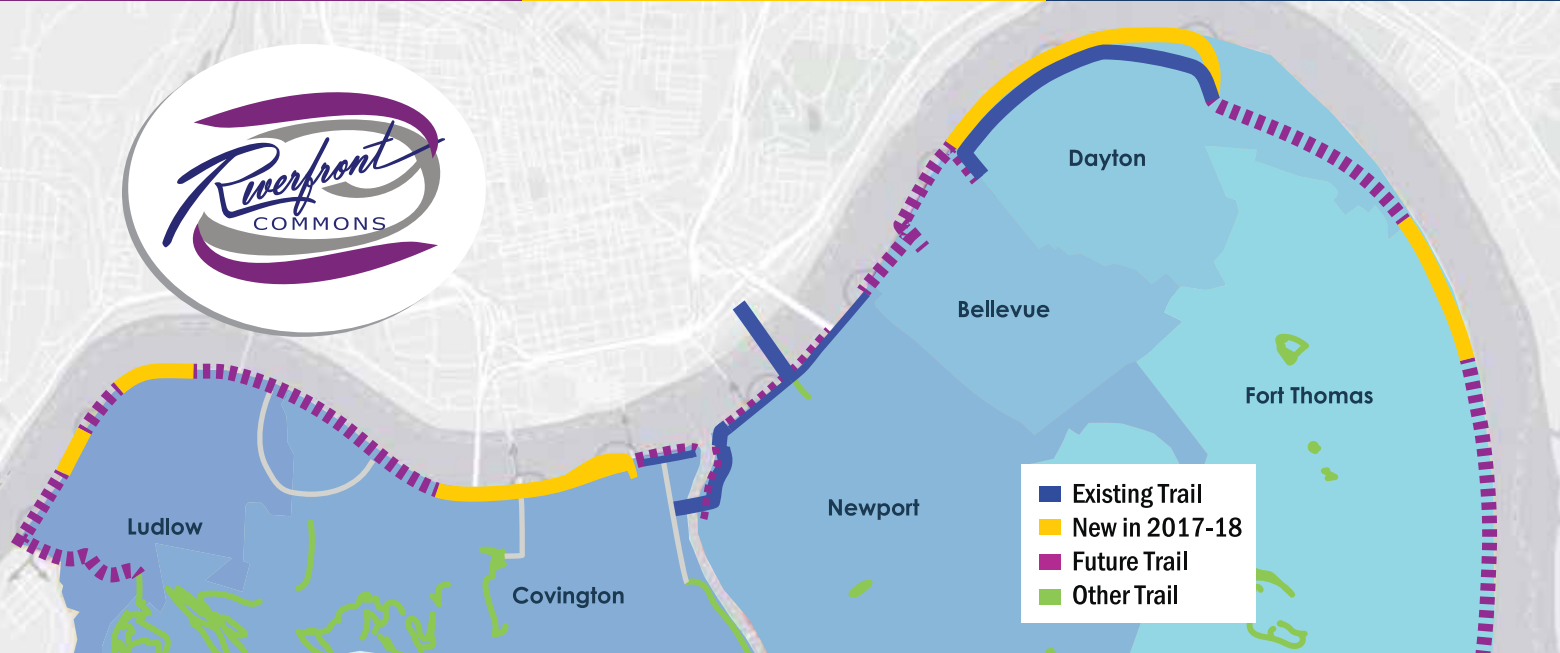 Riverfront
COMMONS
Dayton
Bellevue
Fort Thomas
Ludlow
Newport
Covington
Existing Trail
New in 2017-18
Future Trail
Other Trail